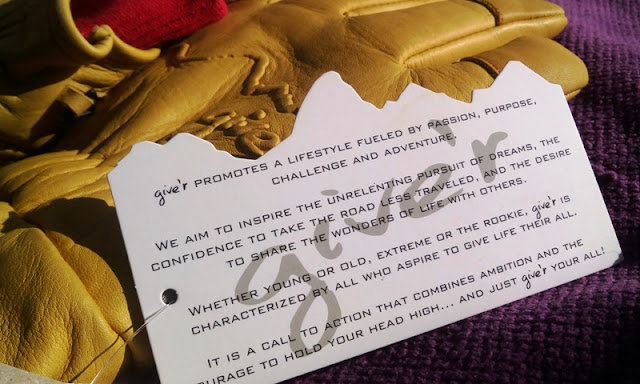 give'r PROMOTES A LIFESTYLE FUELED BY PASSION, PURPOSE,
CHALLENGE AND ADVENTURE.
WE AIM TO INSPIRE THE UNRELENTING PURSUIT OF DREAMS, THE
CONFIDENCE TO TAKE THE ROAD LESS TRAVELED, AND THE DESIRE
TO SHARE THE WONDERS OF LIFE WITH OTHERS.
WHETHER YOUNG OR OLD, EXTREME OR THE ROOKIE, give'r IS
CHARACTERIZED BY ALL WHO ASPIRE TO GIVE LIFE THEIR ALL.
IT IS A CALL TO ACTION THAT COMBINES AMBITION AND THE
OURAGE TO HOLD YOUR HEAD HIGH... AND JUST give'r YOUR ALL!
give'r